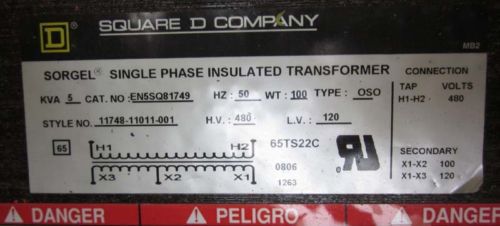 D
SQUARE D COMPANY
MB2
SORGEL® SINGLE PHASE INSULATED TRANSFORMER
CONNECTION
KVA 5 CAT. NO EN5SQ81749 HZ : 50 WT : 100 TYPE : OSO
TAP VOLTS
H1-H2 480
STYLE NO. 11748-11011-001 H.V. : 480 L.V. : 120
65
H1 H2
X3 X2 X1
65TS22C
0806
1263
UR
SECONDARY
X1-X2 100
X1-X3 120
DANGER PELIGRO DANGER